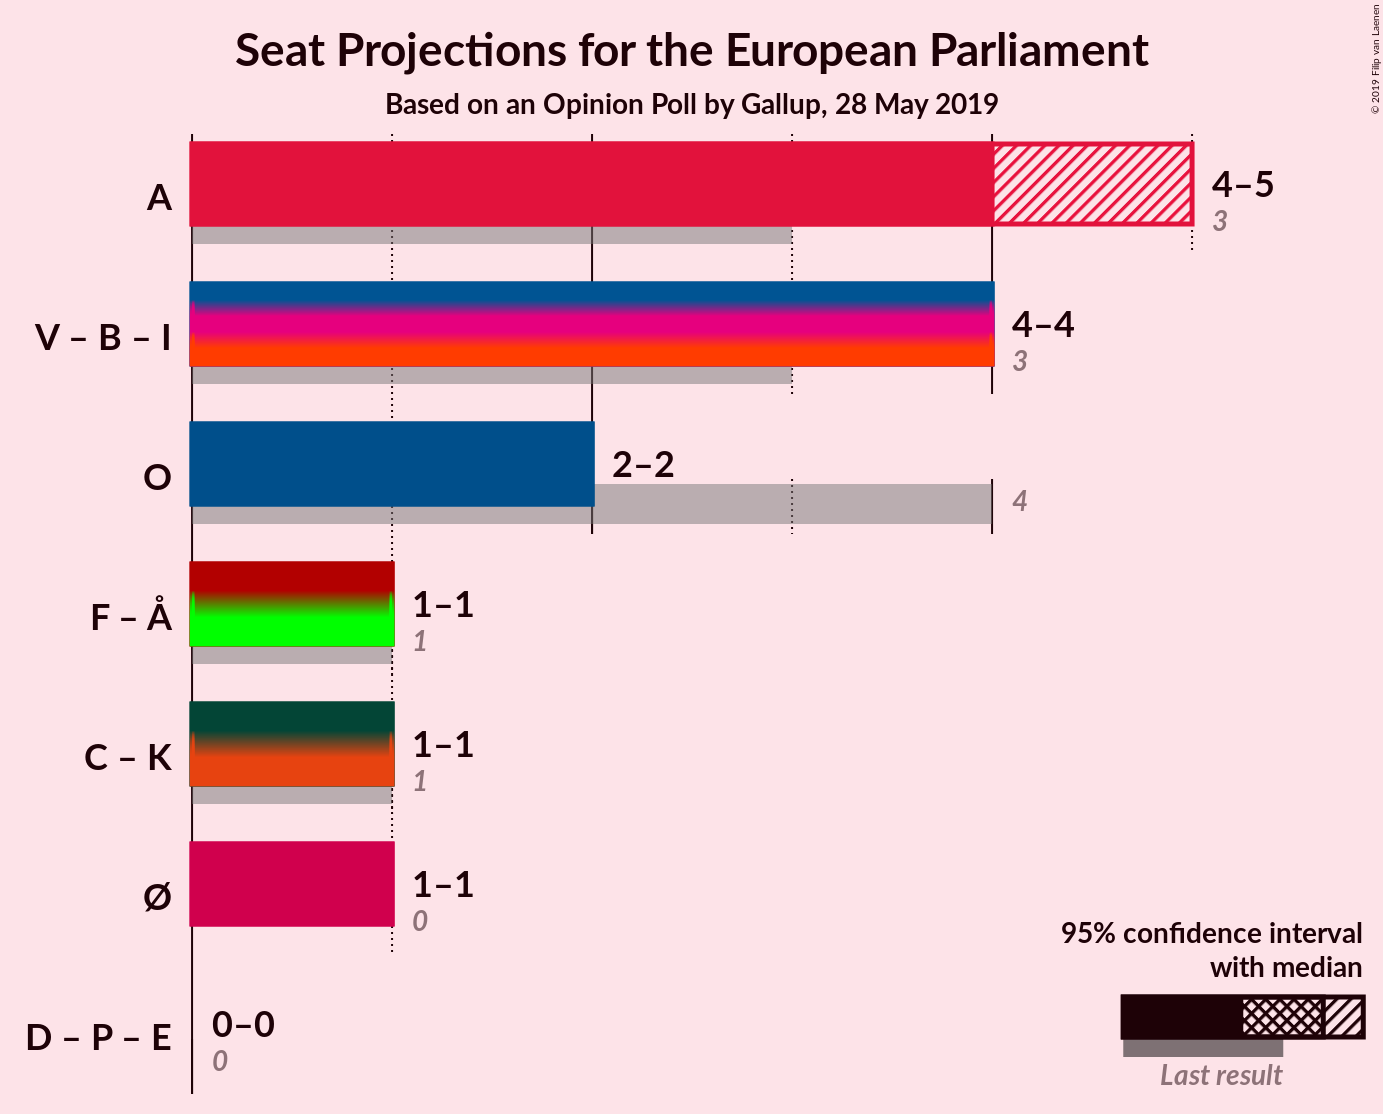 Seat Projections for the European Parliament
Based on an Opinion Poll by Gallup, 28 May 2019
© 2019 Filip van Laenen
A
4–5
3
V – B – I
4–4
3
O
2–2
4
F – Å
1–1
1
C – K
1–1
1
Ø
1–1
0
D – P – E
0–0
0
95% confidence interval
with median
Last result